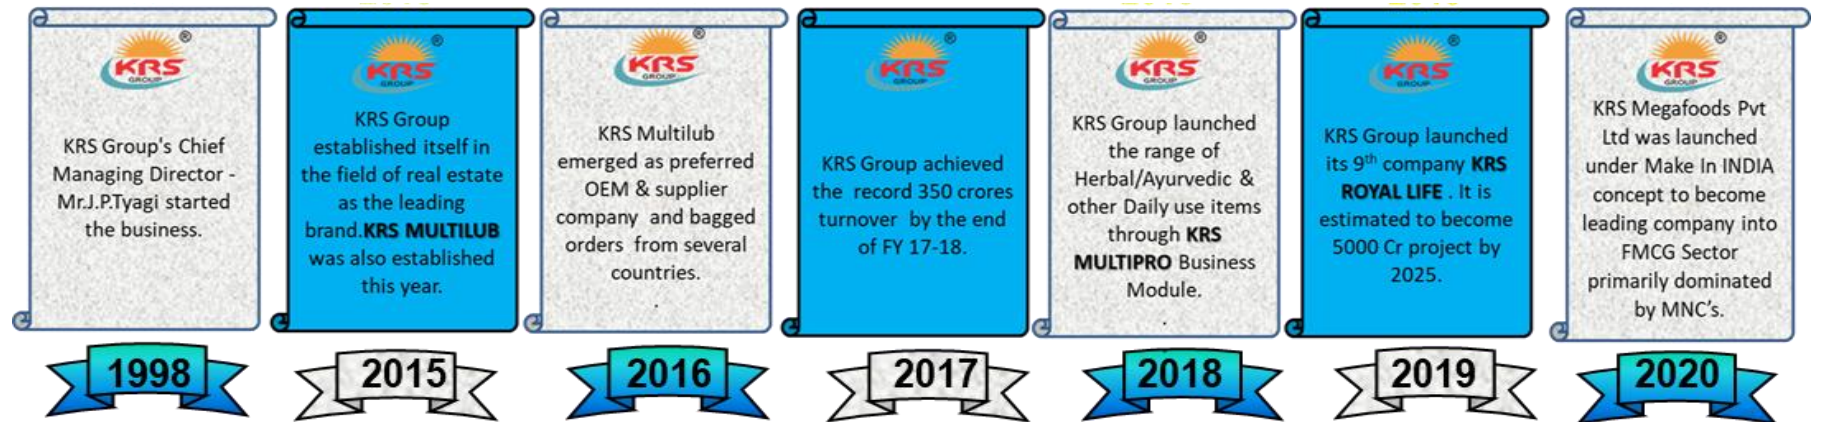 KRS
GROUP
®
KRS Group's Chief
Managing Director -
Mr.J.P.Tyagi started
the business.
1998
KRS
GROUP
®
KRS Group
established itself in
the field of real estate
as the leading
brand.KRS MULTILUB
was also established
this year.
2015
KRS
GROUP
®
KRS Multilub
emerged as preferred
OEM & supplier
company and bagged
orders from several
countries.
.
2016
KRS
GROUP
®
KRS Group achieved
the record 350 crores
turnover by the end
of FY 17-18.
2017
KRS
GROUP
®
KRS Group launched
the range of
Herbal/Ayurvedic &
other Daily use items
through KRS
MULTIPRO Business
Module.
.
2018
KRS
GROUP
®
KRS Group launched
its 9th company KRS
ROYAL LIFE . It is
estimated to become
5000 Cr project by
2025.
2019
KRS
GROUP
®
KRS Megafoods Pvt
Ltd was launched
under Make In INDIA
concept to become
leading company into
FMCG Sector
primarily dominated
by MNC's.
2020